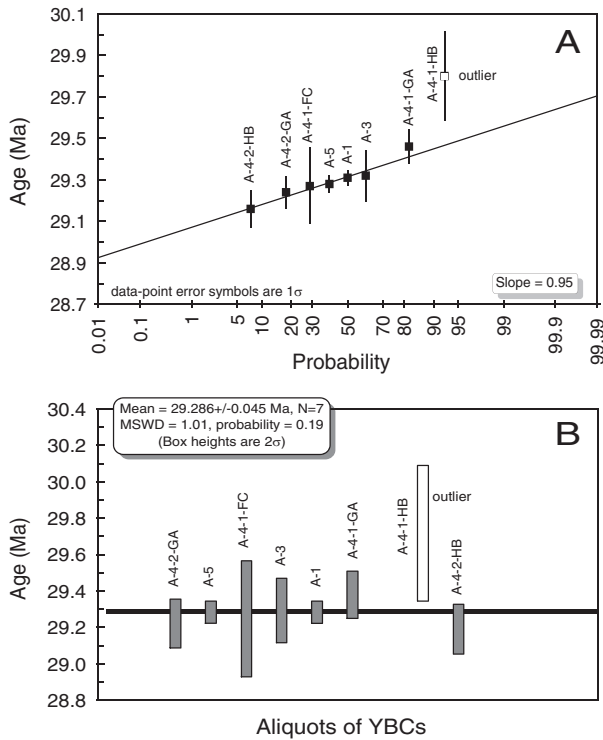 30.1
29.9
29.7
29.5
29.3
29.1
28.9
28.7
Age (Ma)
A
A-4-2-HB
A-4-2-GA
A-4-1-FC
A-5
A-1
A-3
A-4-1-GA
A-4-1-HB
outlier
data-point error symbols are 1σ
Slope = 0.95
0.01
0.1
1
5
10
20
30
50
70
80
90
95
99
99.9
99.99
Probability
30.4
30.2
30.0
29.8
29.6
29.4
29.2
29.0
28.8
Age (Ma)
Mean = 29.286+/-0.045 Ma, N=7
MSWD = 1.01, probability = 0.19
(Box heights are 2σ)
B
A-4-2-GA
A-5
A-4-1-FC
A-3
A-1
A-4-1-GA
A-4-1-HB
outlier
A-4-2-HB
Aliquots of YBCs